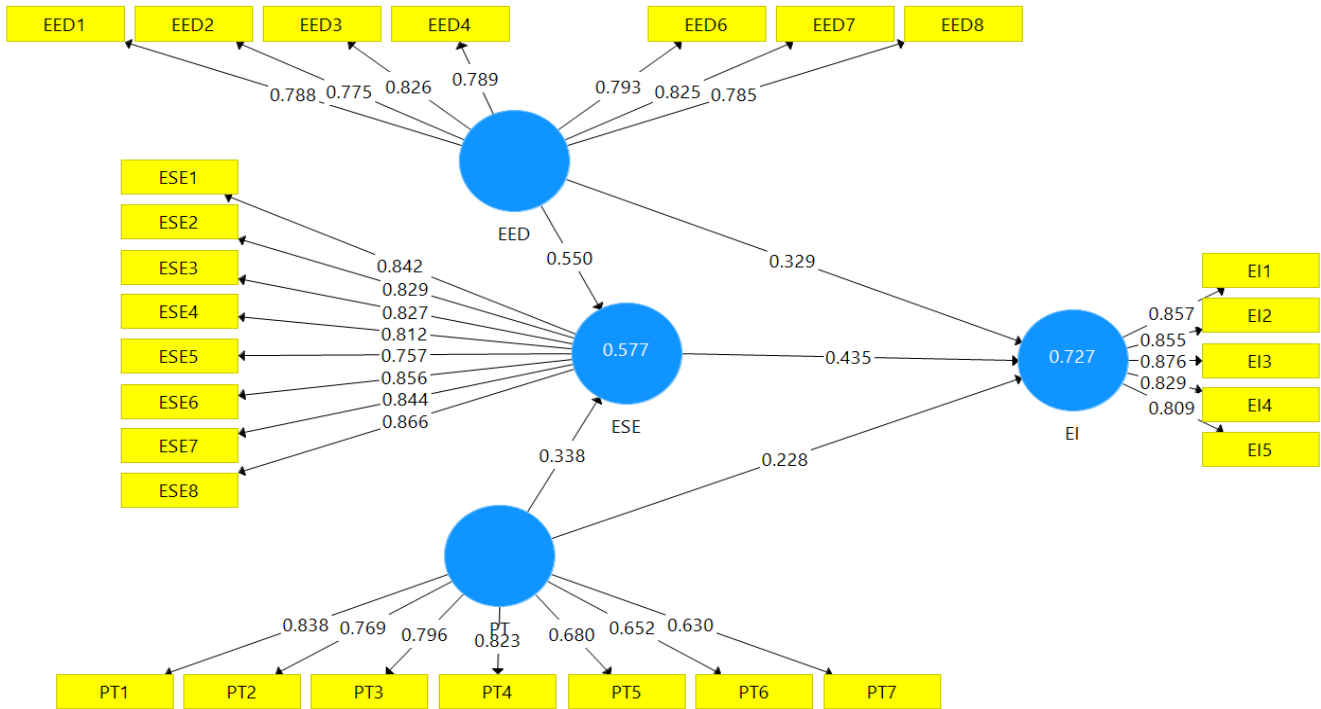 EED1 EED2 EED3 EED4 EED6 EED7 EED8
0.788 0.775 0.826 0.789 0.793 0.825 0.785
EED
ESE1
ESE2
ESE3
ESE4
ESE5
ESE6
ESE7
ESE8
0.842
0.829
0.827
0.812
0.757
0.856
0.844
0.866
0.550
0.329
0.577
ESE
0.435
0.727
EI
0.857
0.855
0.876
0.829
0.809
EI1
EI2
EI3
EI4
EI5
0.338
0.228
PT
0.838 0.769 0.796 0.823 0.680 0.652 0.630
PT1 PT2 PT3 PT4 PT5 PT6 PT7